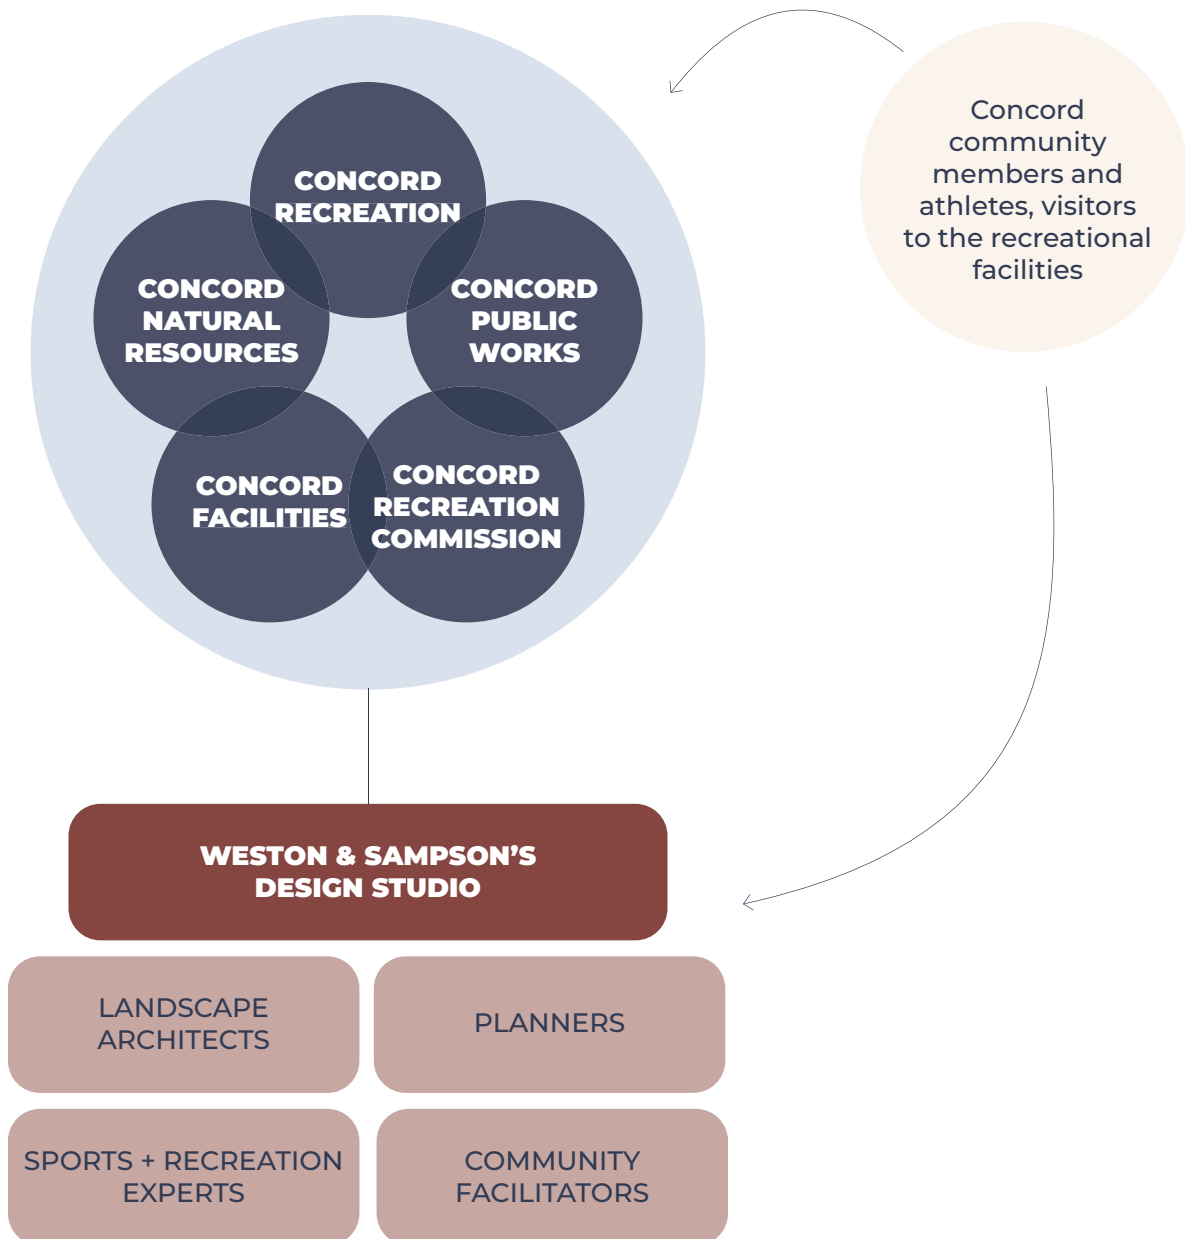 CONCORD
RECREATION
CONCORD
NATURAL
RESOURCES
CONCORD
PUBLIC
WORKS
CONCORD
FACILITIES
CONCORD
RECREATION
COMMISSION
Concord
community
members and
athletes, visitors
to the recreational
facilities
WESTON & SAMPSON’S
DESIGN STUDIO
LANDSCAPE
ARCHITECTS
PLANNERS
SPORTS + RECREATION
EXPERTS
COMMUNITY
FACILITATORS